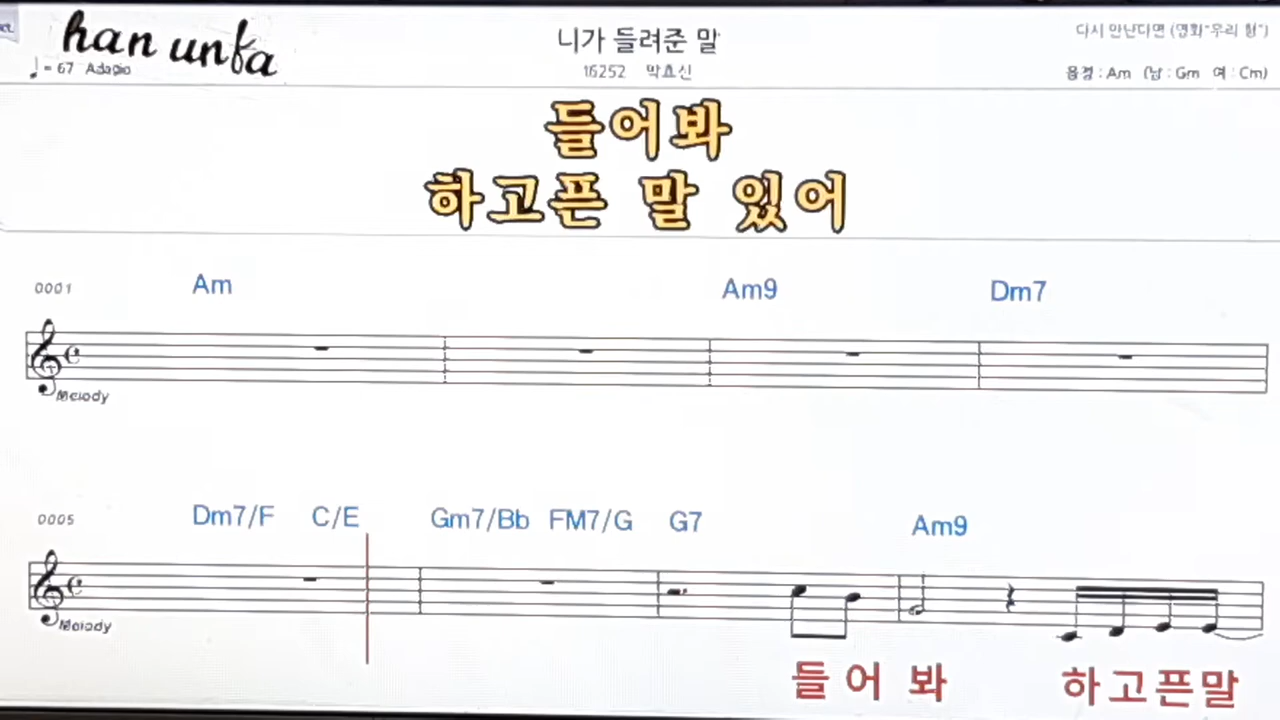 han unfa
♩= 67 Adagio
니가 들려준 말
16252 박효신
다시 만난다면 (영화"우리 형")
음정 : Am (남 : Gm 여 : Cm)
들어봐
하고픈 말 있어
0001 Am Am9 Dm7
Melody
0005 Dm7/F C/E Gm7/Bb FM7/G G7 Am9
Melody
들 어 봐 하고픈말